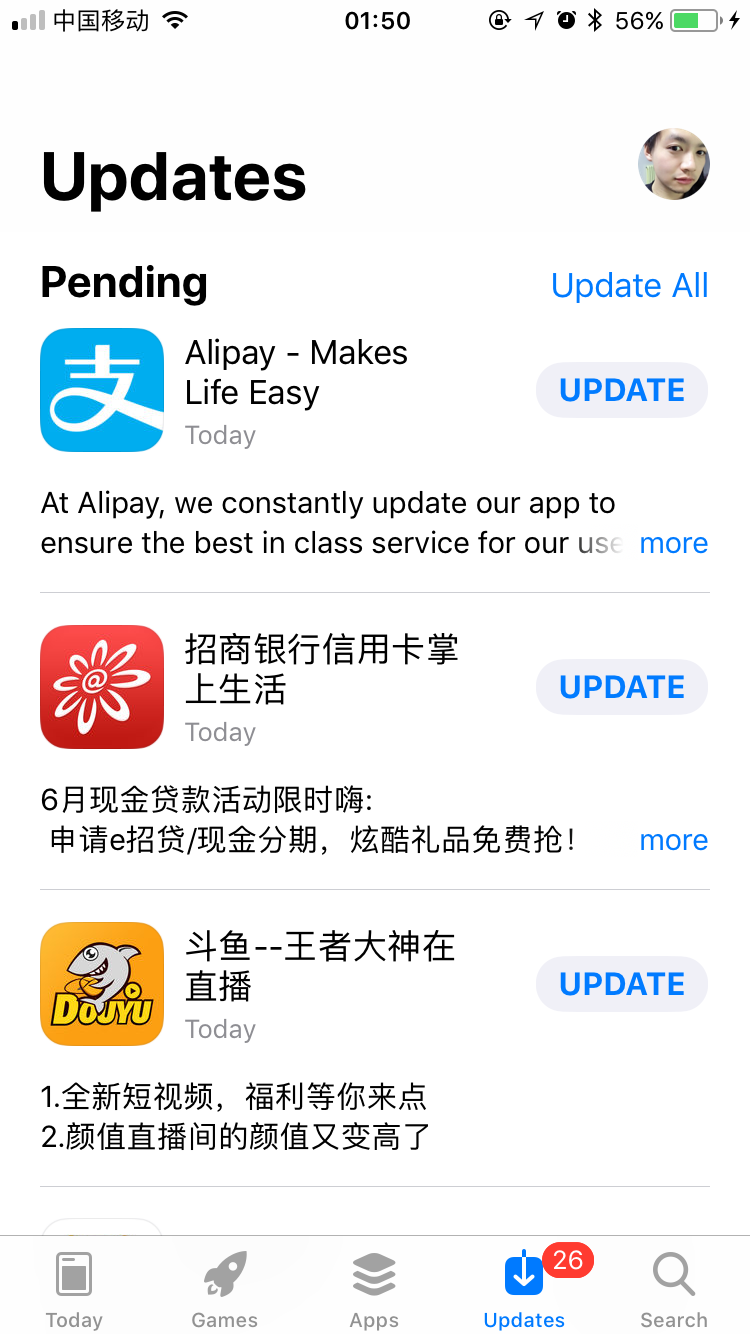 中国移动
01:50
56%
Updates
Pending
Update All
支
Alipay - Makes
Life Easy
Today
UPDATE
At Alipay, we constantly update our app to
ensure the best in class service for our use
more
@
招商银行信用卡掌
上生活
Today
UPDATE
6月现金贷款活动限时嗨:
申请e招贷/现金分期，炫酷礼品免费抢！
more
DOUYU
斗鱼--王者大神在
直播
Today
UPDATE
1.全新短视频，福利等你来点
2.颜值直播间的颜值又变高了
26
Today
Games
Apps
Updates
Search